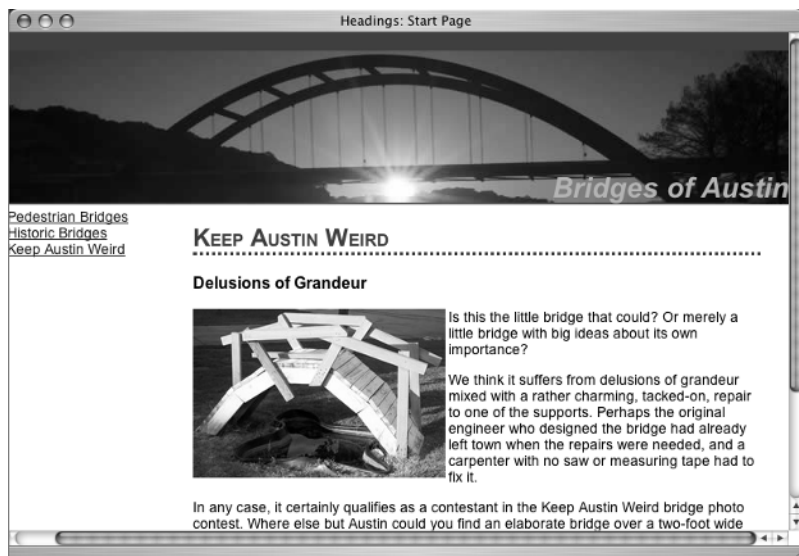 Headings: Start Page
Bridges of Austin
Pedestrian Bridges
Historic Bridges
Keep Austin Weird
KEEP AUSTIN WEIRD
Delusions of Grandeur
Is this the little bridge that could? Or merely a
little bridge with big ideas about its own
importance?
We think it suffers from delusions of grandeur
mixed with a rather charming, tacked-on, repair
to one of the supports. Perhaps the original
engineer who designed the bridge had already
left town when the repairs were needed, and a
carpenter with no saw or measuring tape had to
fix it.
In any case, it certainly qualifies as a contestant in the Keep Austin Weird bridge photo
contest. Where else but Austin could you find an elaborate bridge over a two-foot wide